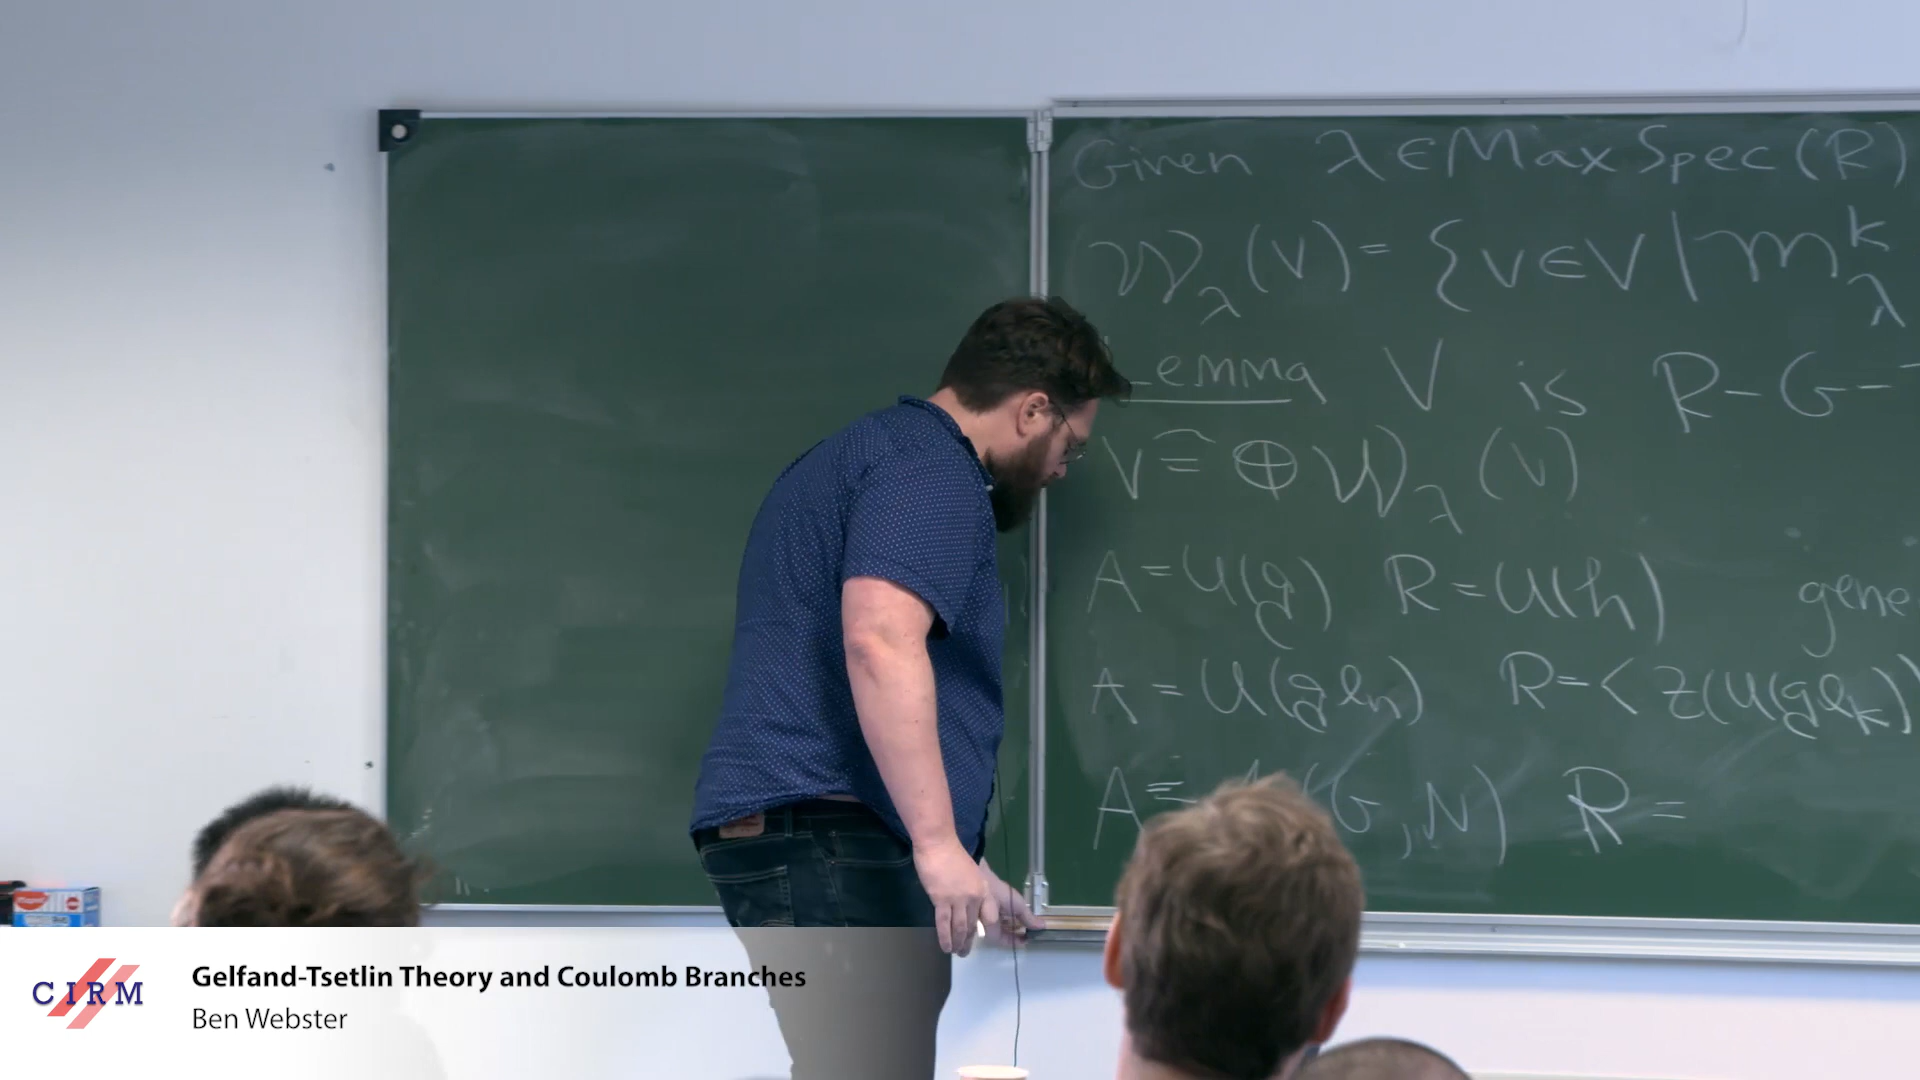 Given λ ∈ MaxSpec(R)
𝒲_λ(V) = {v ∈ V | m_λ^k
Lemma V is R-G-
V ≅ ⊕ 𝒲_λ(V)
A = U(g) R = U(h) gene
A = U(gl_n) R = < Z(U(gl_k))
A = (G, N) R =
CIRM
Gelfand-Tsetlin Theory and Coulomb Branches
Ben Webster